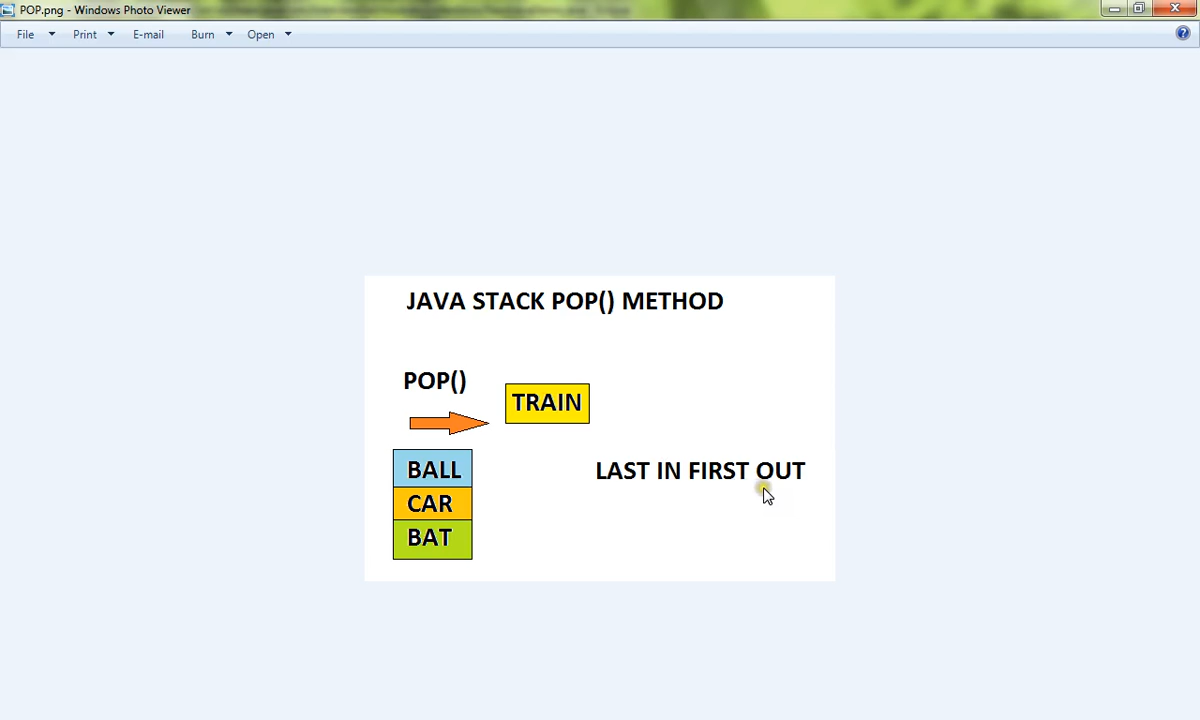 POP.png - Windows Photo Viewer
File Print E-mail Burn Open
JAVA STACK POP() METHOD
POP()
TRAIN
BALL
LAST IN FIRST OUT
CAR
BAT